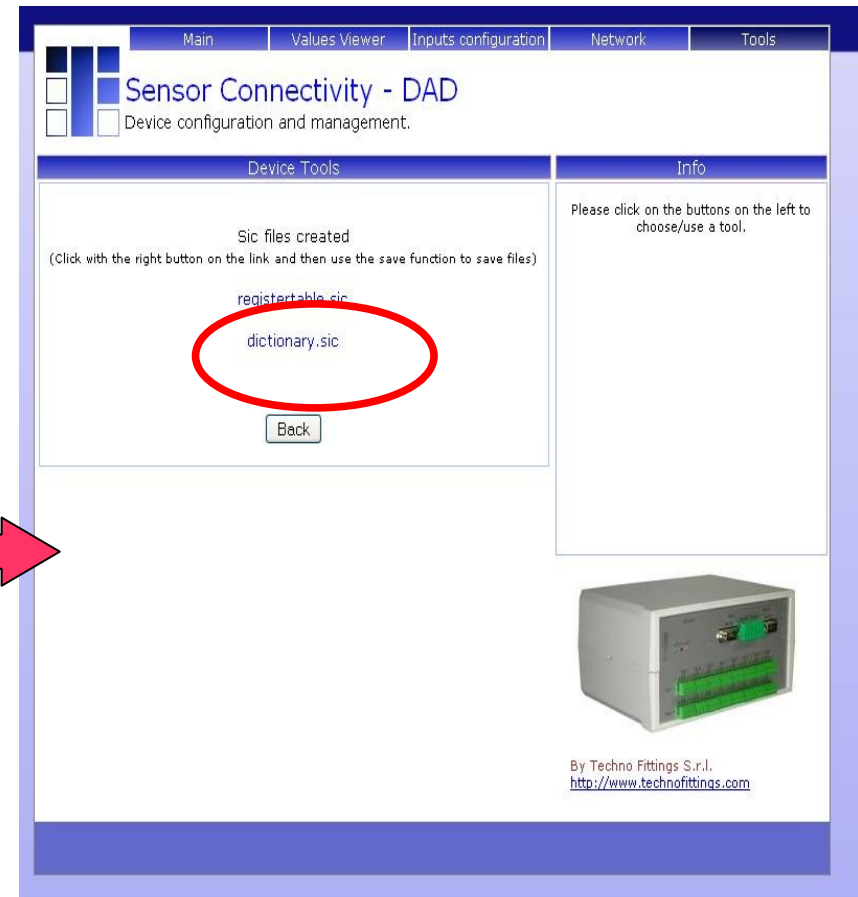 Main Values Viewer Inputs configuration Network Tools
Sensor Connectivity - DAD
Device configuration and management.
Device Tools
Info
Please click on the buttons on the left to
choose/use a tool.
Sic files created
(Click with the right button on the link and then use the save function to save files)
registertable.sic
dictionary.sic
Back
By Techno Fittings S.r.l.
http://www.technofittings.com